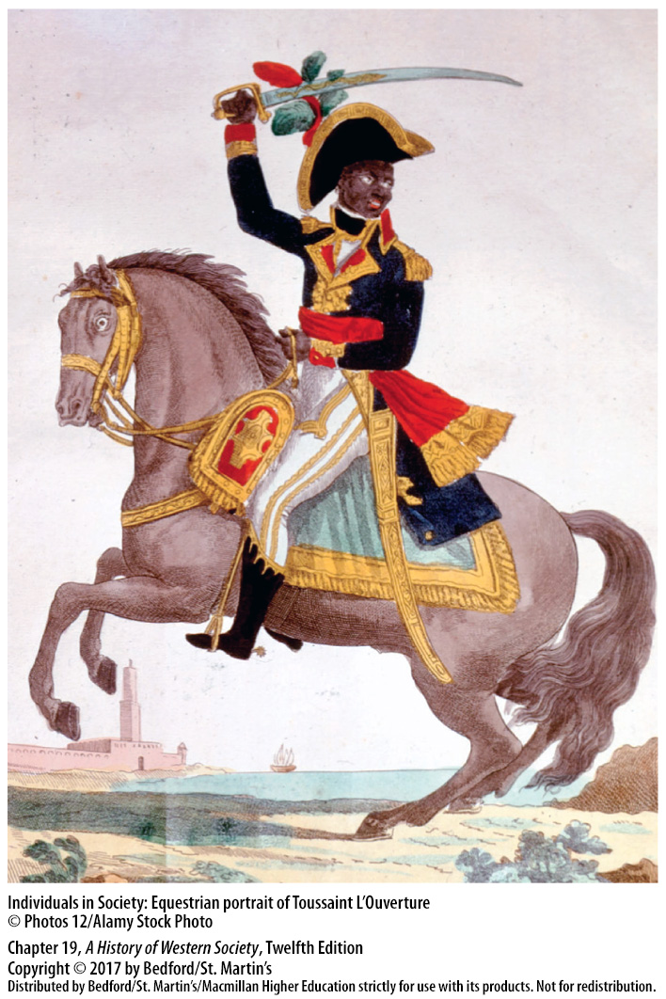 Individuals in Society: Equestrian portrait of Toussaint L’Ouverture
© Photos 12/Alamy Stock Photo
Chapter 19, A History of Western Society, Twelfth Edition
Copyright © 2017 by Bedford/St. Martin’s
Distributed by Bedford/St. Martin’s/Macmillan Higher Education strictly for use with its products. Not for redistribution.